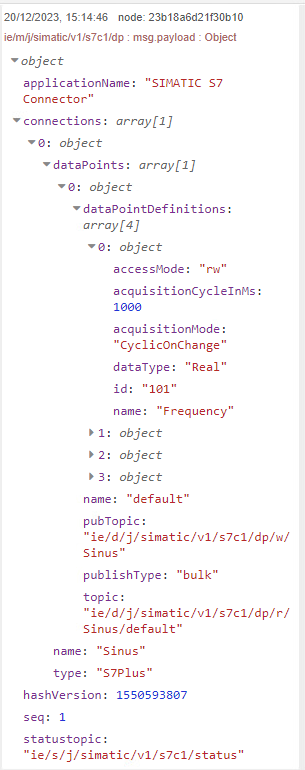 20/12/2023, 15:14:46 node: 23b18a6d21f30b10
ie/m/j/simatic/v1/s7c1/dp : msg.payload : Object
object
applicationName: "SIMATIC S7
Connector"
connections: array[1]
0: object
dataPoints: array[1]
0: object
dataPointDefinitions:
array[4]
0: object
accessMode: "rw"
acquisitionCycleInMs:
1000
acquisitionMode:
"CyclicOnChange"
dataType: "Real"
id: "101"
name: "Frequency"
1: object
2: object
3: object
name: "default"
pubTopic:
"ie/d/j/simatic/v1/s7c1/dp/w/
Sinus"
publishType: "bulk"
topic:
"ie/d/j/simatic/v1/s7c1/dp/r/
Sinus/default"
name: "Sinus"
type: "S7Plus"
hashVersion: 1550593807
seq: 1
statustopic:
"ie/s/j/simatic/v1/s7c1/status"